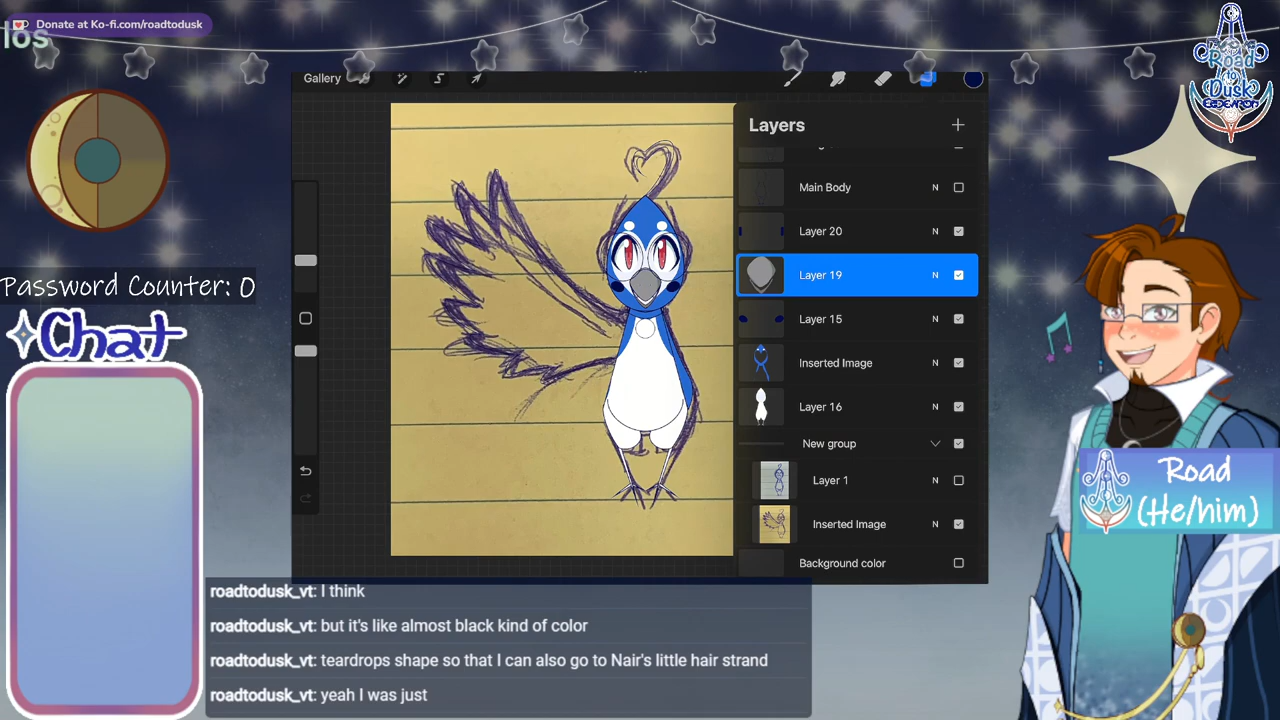 Donate at Ko-fi.com/roadtodusk
los
Road
to
Dusk
Gallery
Layers
Main Body
N
Layer 20
N
Layer 19
N
Layer 15
N
Inserted Image
N
Layer 16
N
New group
Layer 1
N
Inserted Image
N
Background color
Password Counter: 0
Chat
Road
(He/him)
roadtodusk_vt: I think
roadtodusk_vt: but it's like almost black kind of color
roadtodusk_vt: teardrops shape so that I can also go to Nair's little hair strand
roadtodusk_vt: yeah I was just